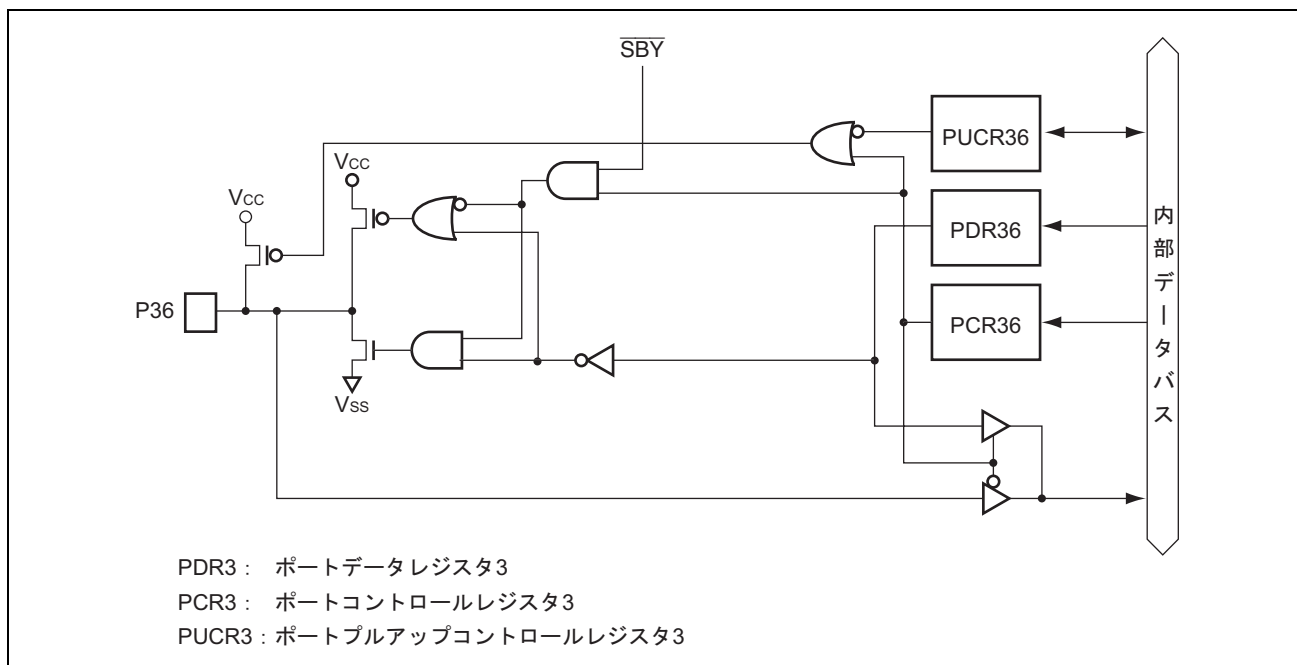 SBY
PUCR36
VCC
VCC
PDR36
P36
PCR36
VSS
内部データバス
PDR3： ポートデータレジスタ3
PCR3： ポートコントロールレジスタ3
PUCR3：ポートプルアップコントロールレジスタ3